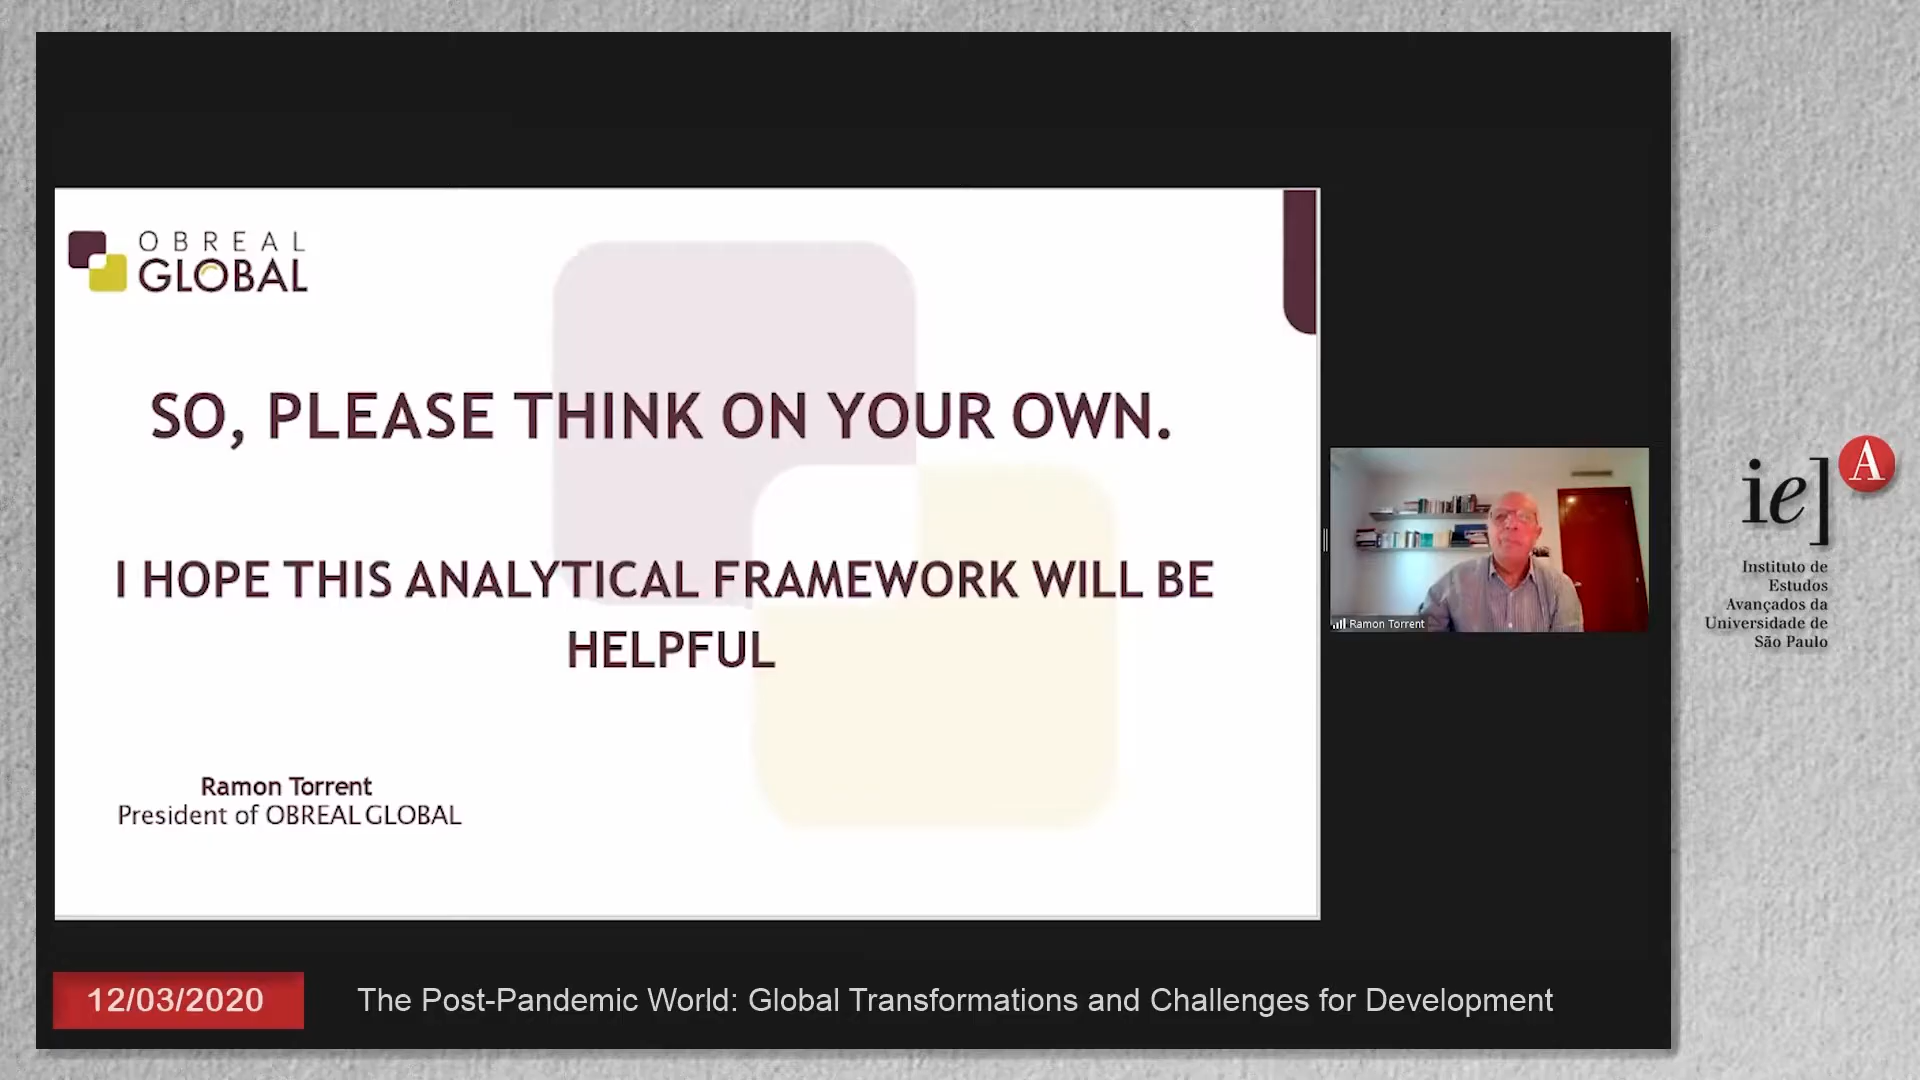 OBREAL
GLOBAL
SO, PLEASE THINK ON YOUR OWN.
I HOPE THIS ANALYTICAL FRAMEWORK WILL BE
HELPFUL
Ramon Torrent
President of OBREAL GLOBAL
Ramon Torrent
iea
A
Instituto de
Estudos
Avançados da
Universidade de
São Paulo
12/03/2020
The Post-Pandemic World: Global Transformations and Challenges for Development